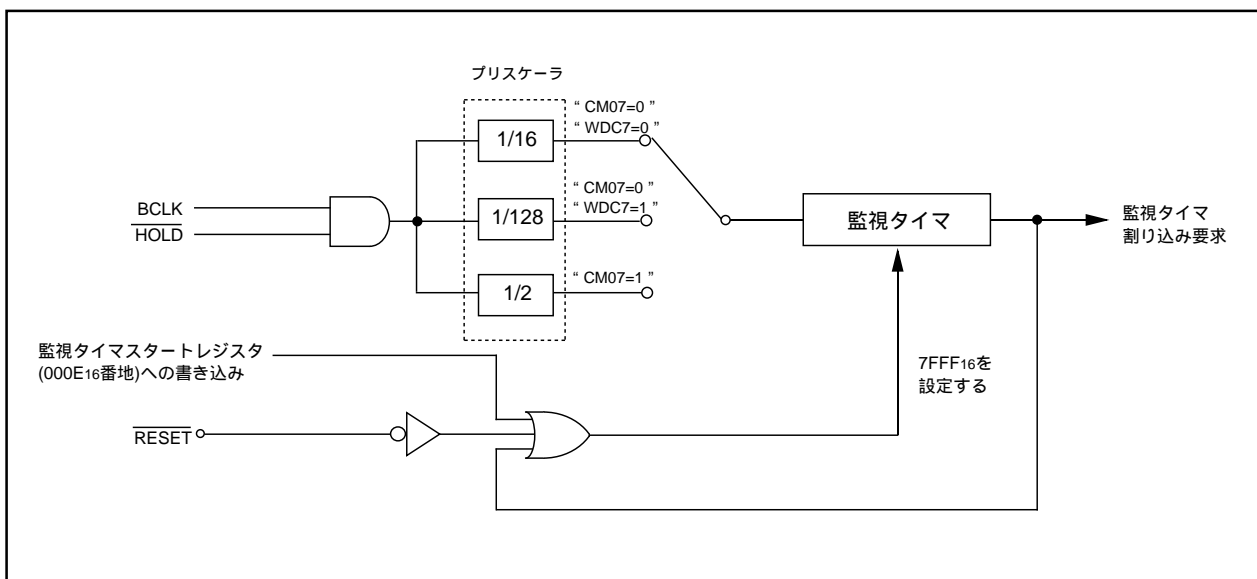 プリスケーラ
“ CM07=0 ”
“ WDC7=0 ”
1/16
“ CM07=0 ”
“ WDC7=1 ”
1/128
“ CM07=1 ”
1/2
BCLK
HOLD
監視タイマ
監視タイマ
割り込み要求
監視タイマスタートレジスタ
(000E16番地)への書き込み
7FFF16を
設定する
RESET